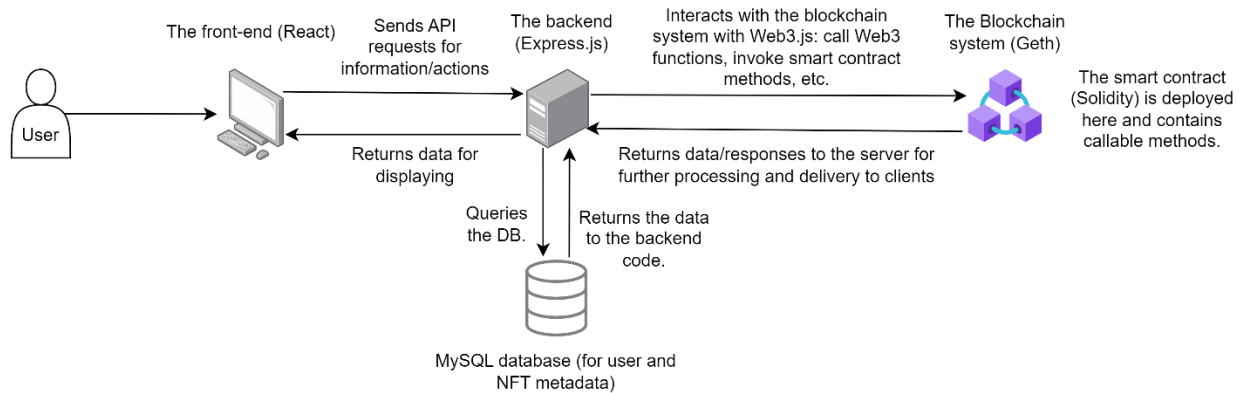 The front-end (React)
Sends API
requests for
information/actions
The backend
(Express.js)
Interacts with the blockchain
system with Web3.js: call Web3
functions, invoke smart contract
methods, etc.
The Blockchain
system (Geth)
The smart contract
(Solidity) is deployed
here and contains
callable methods.
User
Returns data for
displaying
Returns data/responses to the server for
further processing and delivery to clients
Queries
the DB.
Returns the data
to the backend
code.
MySQL database (for user and
NFT metadata)